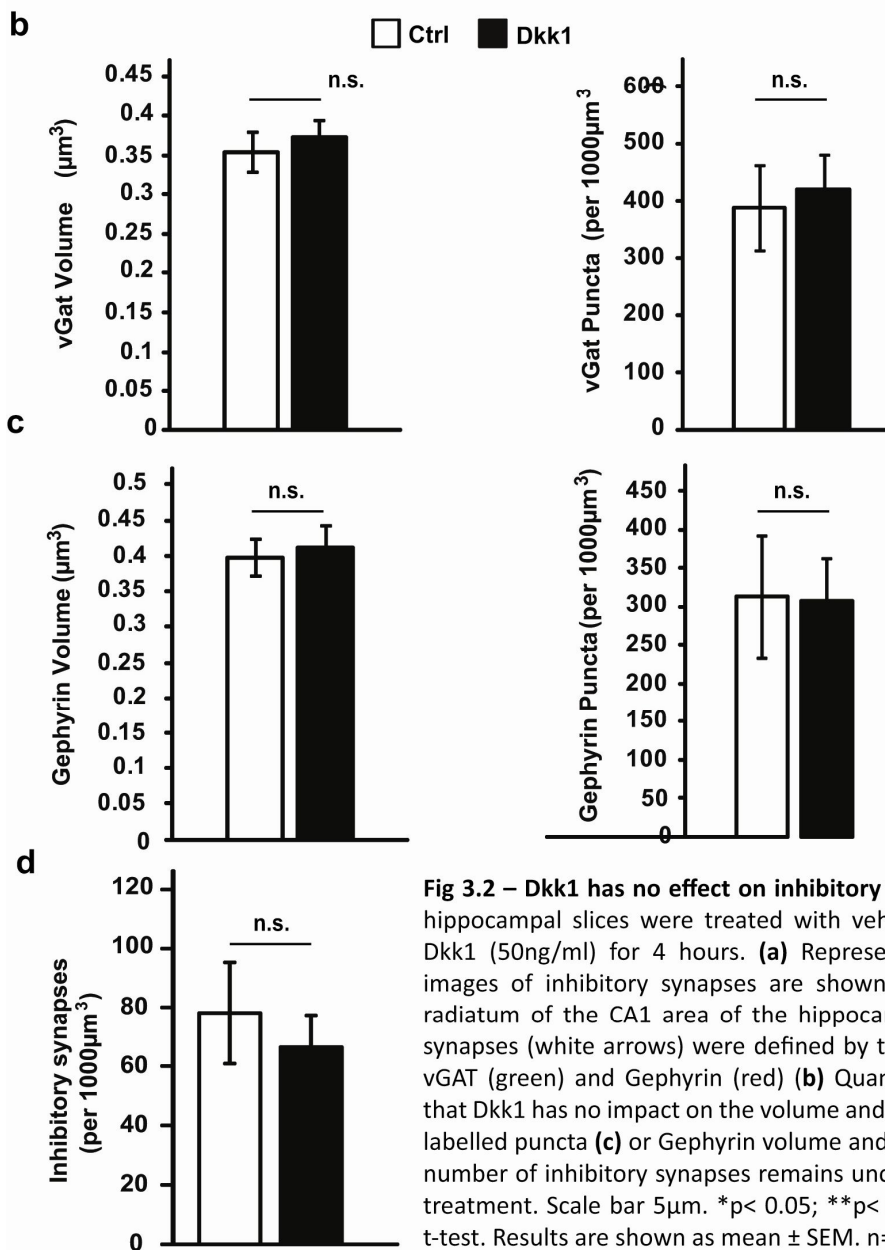 b
Ctrl Dkk1
0.45
0.4
0.35
0.3
0.25
0.2
0.15
0.1
0.05
0
vGat Volume (µm³)
n.s.
600
500
400
300
200
100
0
vGat Puncta (per 1000µm³
n.s.
c
0.5
0.45
0.4
0.35
0.3
0.25
0.2
0.15
0.1
0.05
0
Gephyrin Volume (µm³)
n.s.
450
400
350
300
250
200
150
100
50
0
Gephyrin Puncta (per 1000µm³)
n.s.
d
120
100
80
60
40
20
0
Inhibitory synapses
(per 1000µm³)
n.s.
Fig 3.2 – Dkk1 has no effect on inhibitory
hippocampal slices were treated with veh
Dkk1 (50ng/ml) for 4 hours. (a) Represe
images of inhibitory synapses are shown
radiatum of the CA1 area of the hippoca
synapses (white arrows) were defined by t
vGAT (green) and Gephyrin (red) (b) Quan
that Dkk1 has no impact on the volume and
labelled puncta (c) or Gephyrin volume and
number of inhibitory synapses remains unc
treatment. Scale bar 5µm. *p< 0.05; **p<
t-test. Results are shown as mean ± SEM. n=